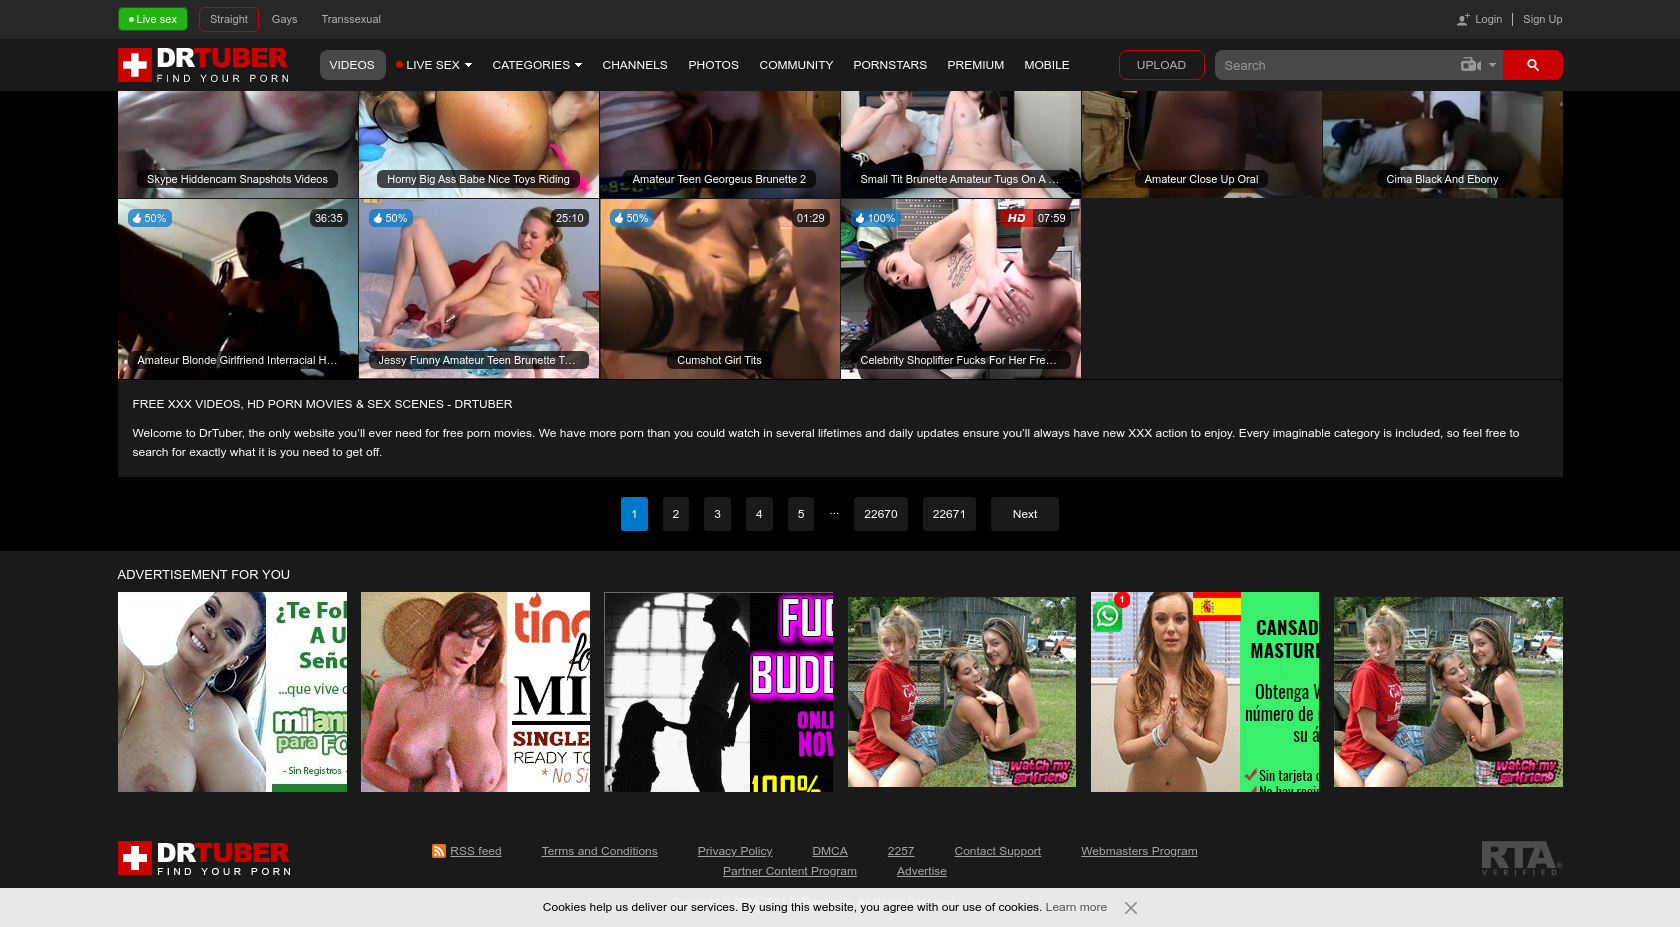 Live sex
Straight
Gays
Transsexual
Login
Sign Up
DRTUBER
FIND YOUR PORN
VIDEOS
LIVE SEX
CATEGORIES
CHANNELS
PHOTOS
COMMUNITY
PORNSTARS
PREMIUM
MOBILE
UPLOAD
Search
Skype Hiddencam Snapshots Videos
Horny Big Ass Babe Nice Toys Riding
Amateur Teen Georgeus Brunette 2
Small Tit Brunette Amateur Tugs On A ...
Amateur Close Up Oral
Cima Black And Ebony
50%
36:35
50%
25:10
50%
01:29
100%
HD
07:59
Amateur Blonde Girlfriend Interracial H...
Jessy Funny Amateur Teen Brunette T...
Cumshot Girl Tits
Celebrity Shoplifter Fucks For Her Fre...
FREE XXX VIDEOS, HD PORN MOVIES & SEX SCENES - DRTUBER
Welcome to DrTuber, the only website you'll ever need for free porn movies. We have more porn than you could watch in several lifetimes and daily updates ensure you'll always have new XXX action to enjoy. Every imaginable category is included, so feel free to
search for exactly what it is you need to get off.
1 2 3 4 5 ... 22670 22671 Next
ADVERTISEMENT FOR YOU
¿Te Fol
A U
Seño
...que vive c
milan
para FO
- Sin Registros -
tind
fo
MI
SINGLE
READY TO
* No Si
FUC
BUDD
ONLI
NOW
100%
watch my
girlfriend
1
CANSAD
MASTUR
Obtenga W
número de
su á
Sin tarjeta d
No hay regis
watch my
girlfriend
DRTUBER
FIND YOUR PORN
RSS feed
Terms and Conditions
Privacy Policy
DMCA
2257
Contact Support
Webmasters Program
Partner Content Program
Advertise
RTA
VERIFIED
Cookies help us deliver our services. By using this website, you agree with our use of cookies. Learn more